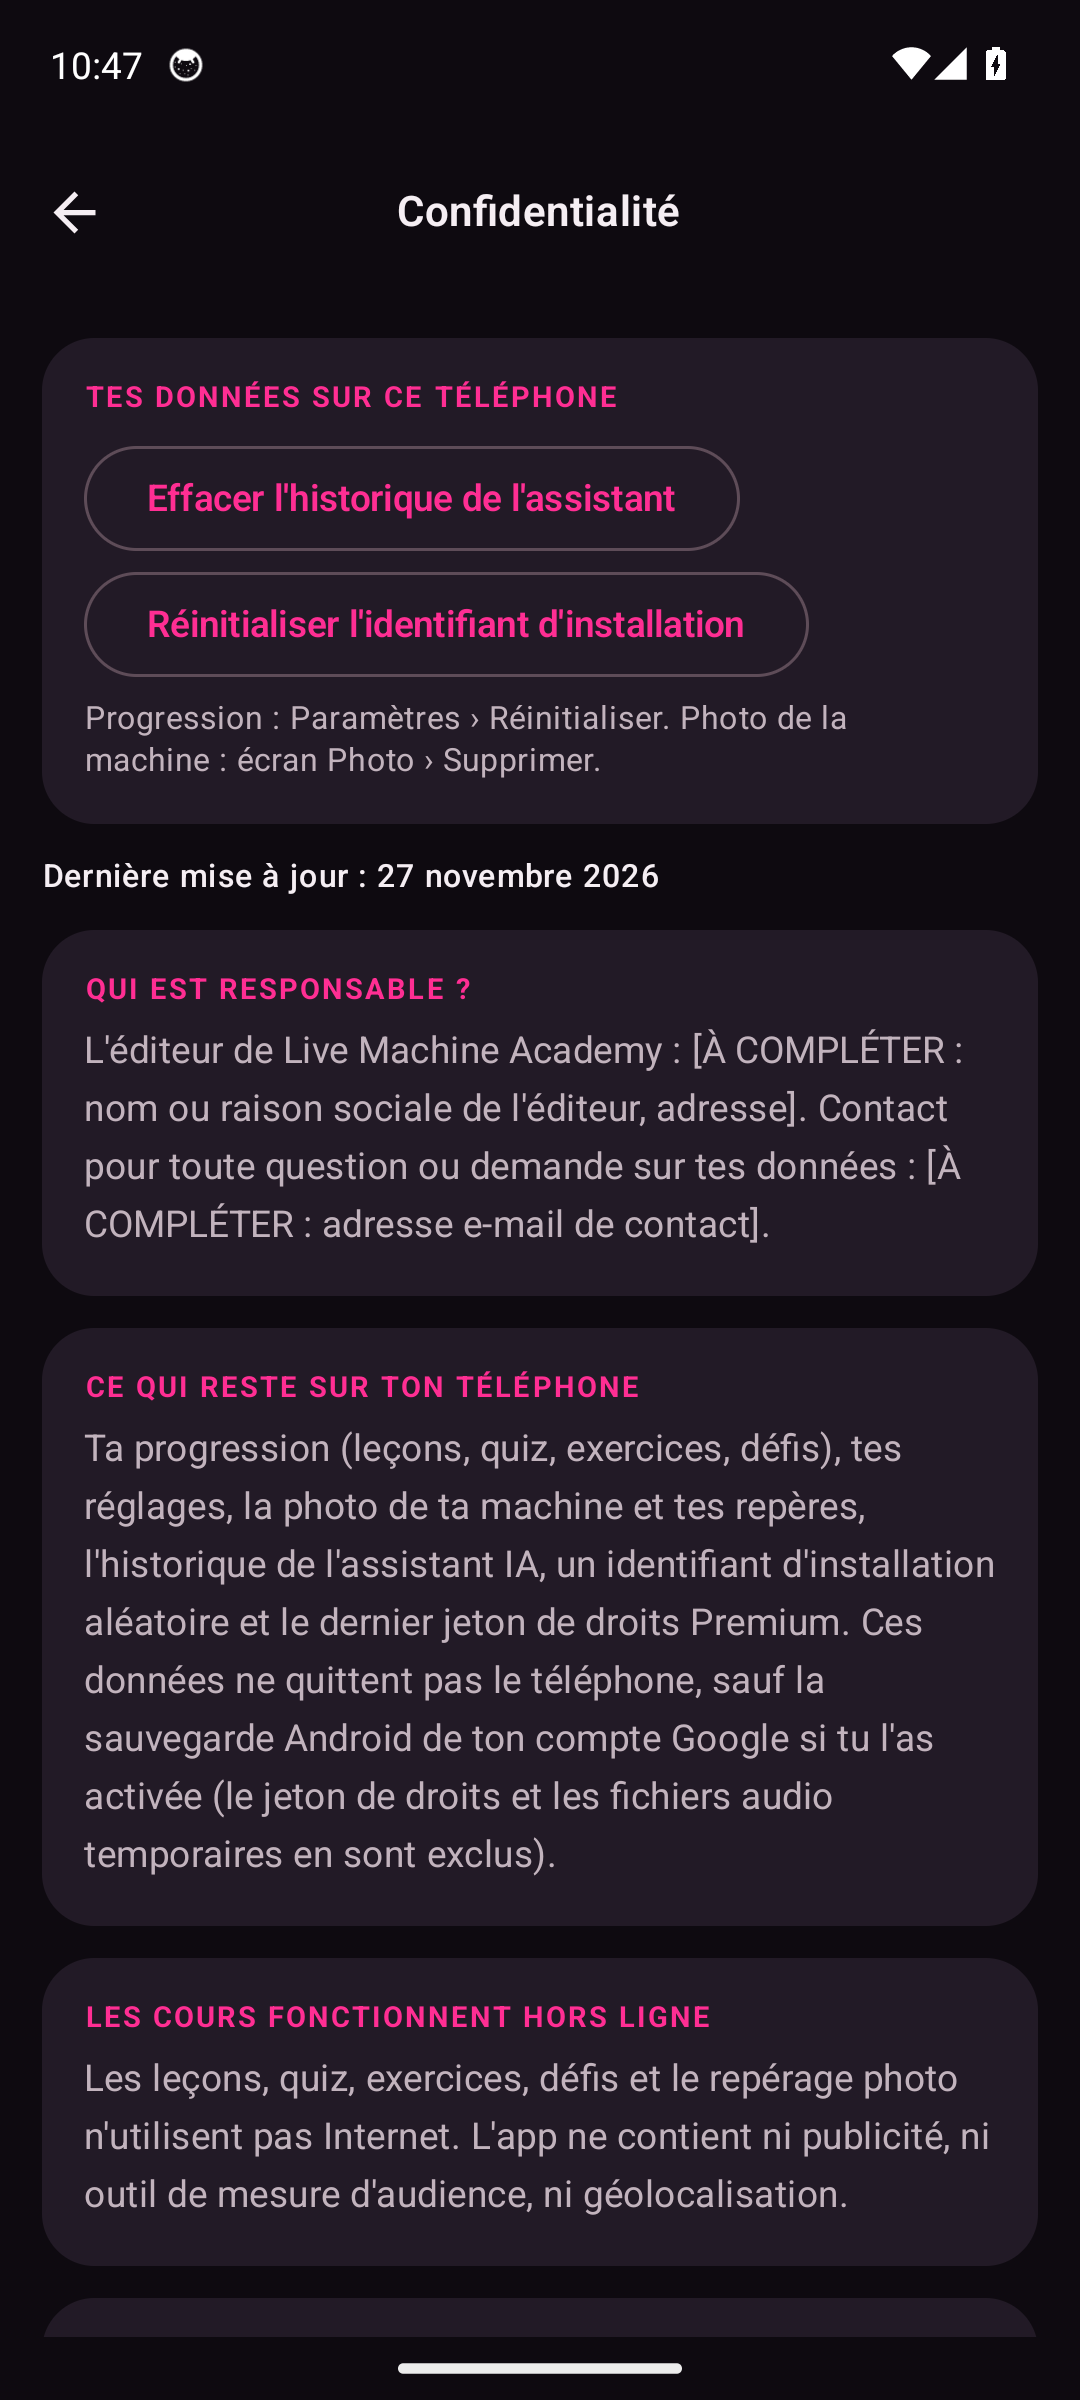 10:47
Confidentialité
TES DONNÉES SUR CE TÉLÉPHONE
Effacer l'historique de l'assistant
Réinitialiser l'identifiant d'installation
Progression : Paramètres › Réinitialiser. Photo de la
machine : écran Photo › Supprimer.
Dernière mise à jour : 27 novembre 2026
QUI EST RESPONSABLE ?
L'éditeur de Live Machine Academy : [À COMPLÉTER :
nom ou raison sociale de l'éditeur, adresse]. Contact
pour toute question ou demande sur tes données : [À
COMPLÉTER : adresse e-mail de contact].
CE QUI RESTE SUR TON TÉLÉPHONE
Ta progression (leçons, quiz, exercices, défis), tes
réglages, la photo de ta machine et tes repères,
l'historique de l'assistant IA, un identifiant d'installation
aléatoire et le dernier jeton de droits Premium. Ces
données ne quittent pas le téléphone, sauf la
sauvegarde Android de ton compte Google si tu l'as
activée (le jeton de droits et les fichiers audio
temporaires en sont exclus).
LES COURS FONCTIONNENT HORS LIGNE
Les leçons, quiz, exercices, défis et le repérage photo
n'utilisent pas Internet. L'app ne contient ni publicité, ni
outil de mesure d'audience, ni géolocalisation.